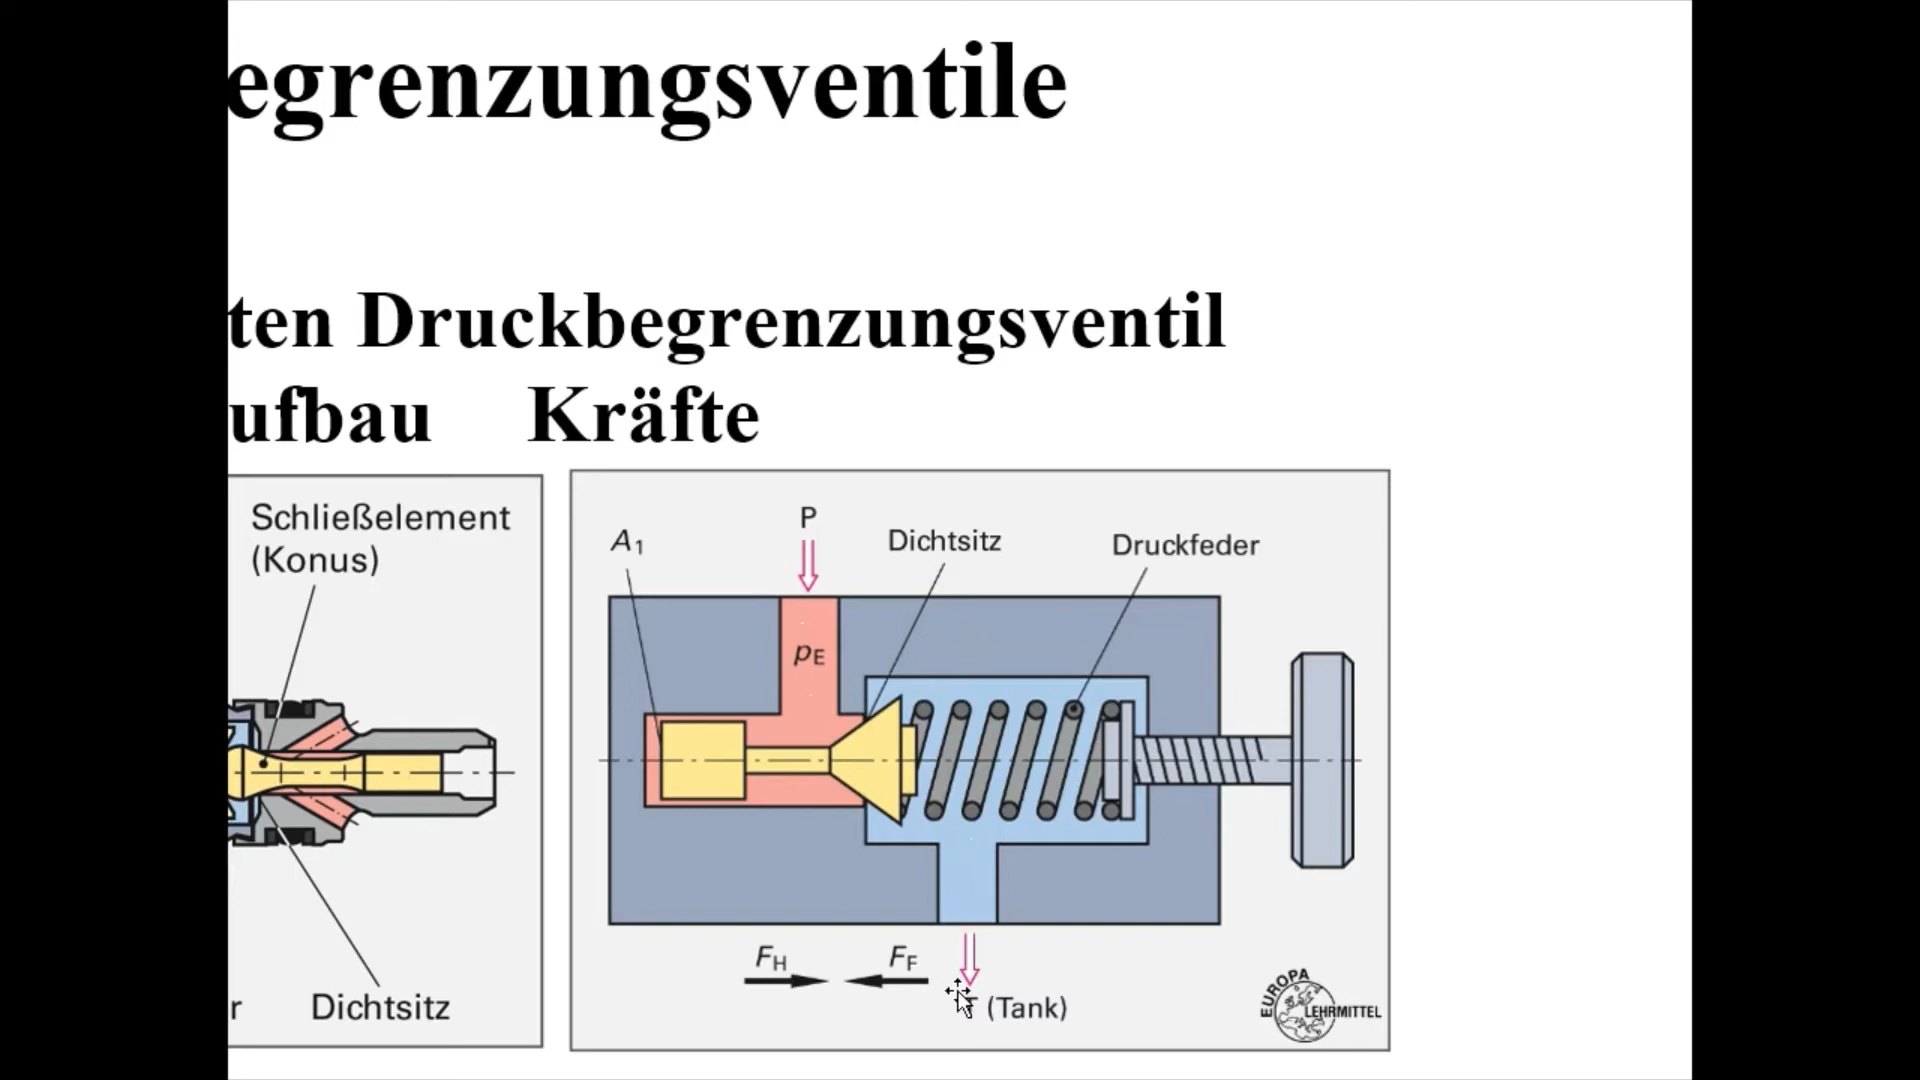 egrenzungsventile
ten Druckbegrenzungsventil
ufbau Kräfte
Schließelement
(Konus)
r Dichtsitz
A1
P
Dichtsitz
Druckfeder
pE
FH
FF
(Tank)
EUROPA
LEHRMITTEL